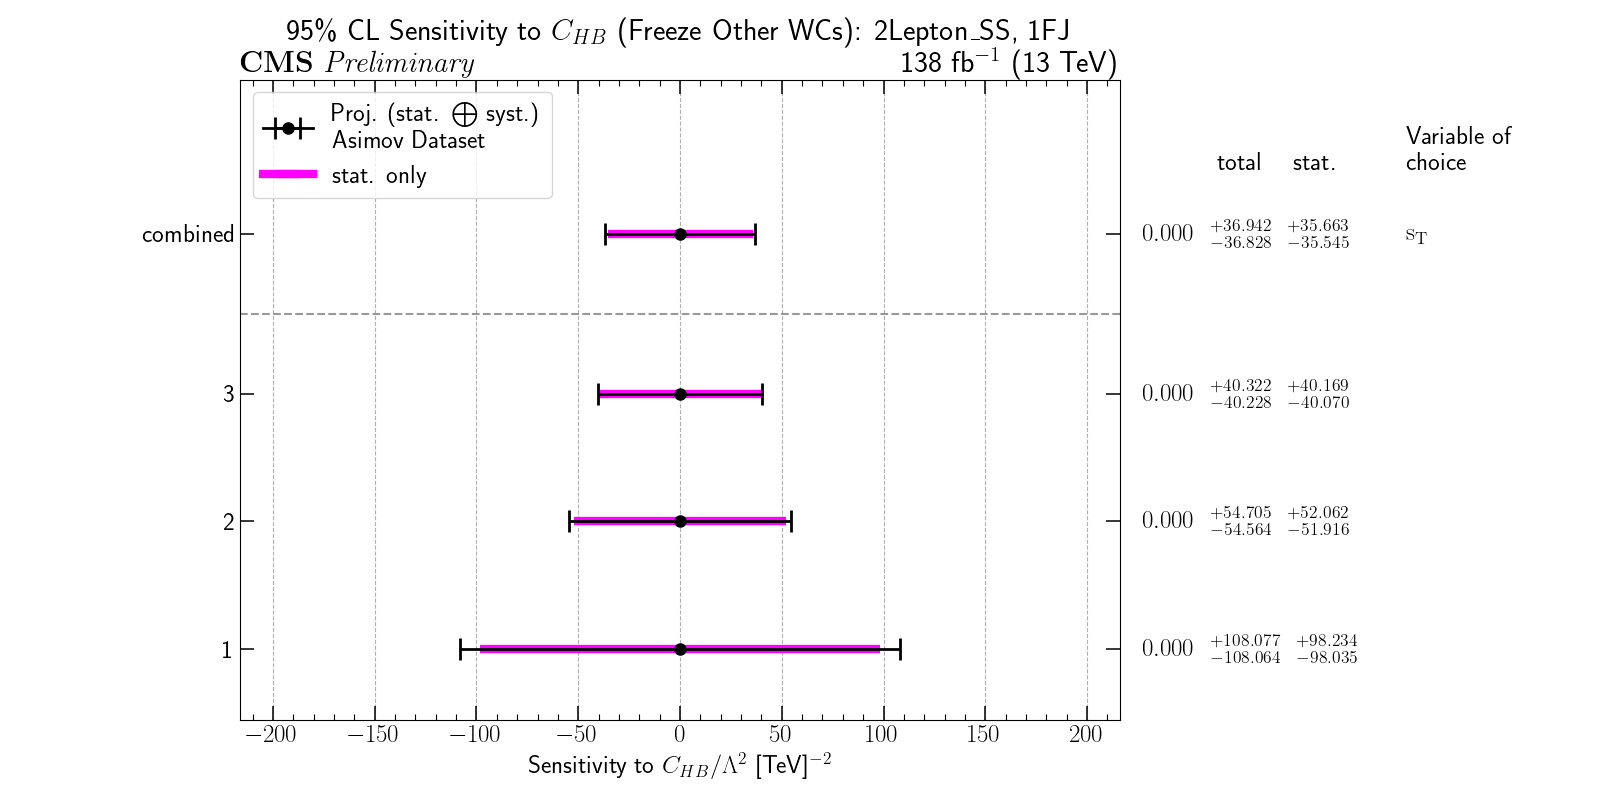 95% CL Sensitivity to C_{HB} (Freeze Other WCs): 2Lepton_SS, 1FJ
CMS Preliminary
138 fb^{-1} (13 TeV)
Proj. (stat. ⨁ syst.)
Asimov Dataset
stat. only
Variable of
choice
total stat.
combined 0.000 +36.942 −36.828 +35.663 −35.545 S_T
3 0.000 +40.322 −40.228 +40.169 −40.070
2 0.000 +54.705 −54.564 +52.062 −51.916
1 0.000 +108.077 −108.064 +98.234 −98.035
−200 −150 −100 −50 0 50 100 150 200
Sensitivity to C_{HB}/Λ^2 [TeV]^{−2}